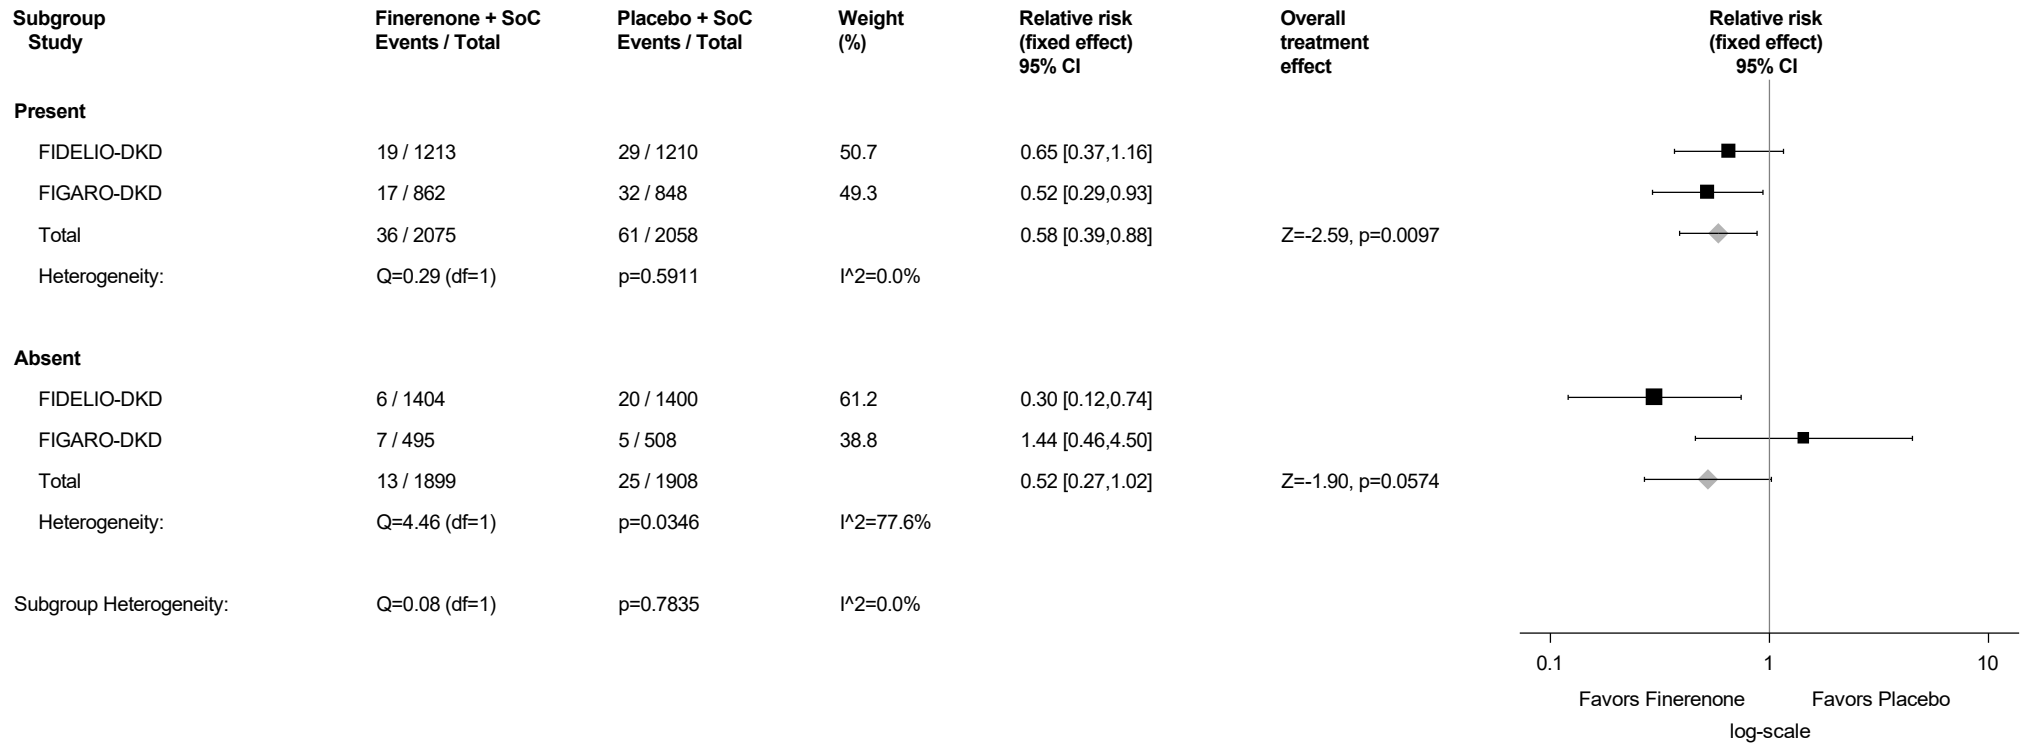 Subgroup Finerenone + SoC Placebo + SoC Weight Relative risk Overall Relative risk
Study Events / Total Events / Total (%) (fixed effect) treatment (fixed effect)
95% CI effect 95% CI
Present
FIDELIO-DKD 19 / 1213 29 / 1210 50.7 0.65 [0.37,1.16]
FIGARO-DKD 17 / 862 32 / 848 49.3 0.52 [0.29,0.93]
Total 36 / 2075 61 / 2058 0.58 [0.39,0.88] Z=-2.59, p=0.0097
Heterogeneity: Q=0.29 (df=1) p=0.5911 I^2=0.0%
Absent
FIDELIO-DKD 6 / 1404 20 / 1400 61.2 0.30 [0.12,0.74]
FIGARO-DKD 7 / 495 5 / 508 38.8 1.44 [0.46,4.50]
Total 13 / 1899 25 / 1908 0.52 [0.27,1.02] Z=-1.90, p=0.0574
Heterogeneity: Q=4.46 (df=1) p=0.0346 I^2=77.6%
Subgroup Heterogeneity: Q=0.08 (df=1) p=0.7835 I^2=0.0%
0.1 1 10
Favors Finerenone Favors Placebo
log-scale